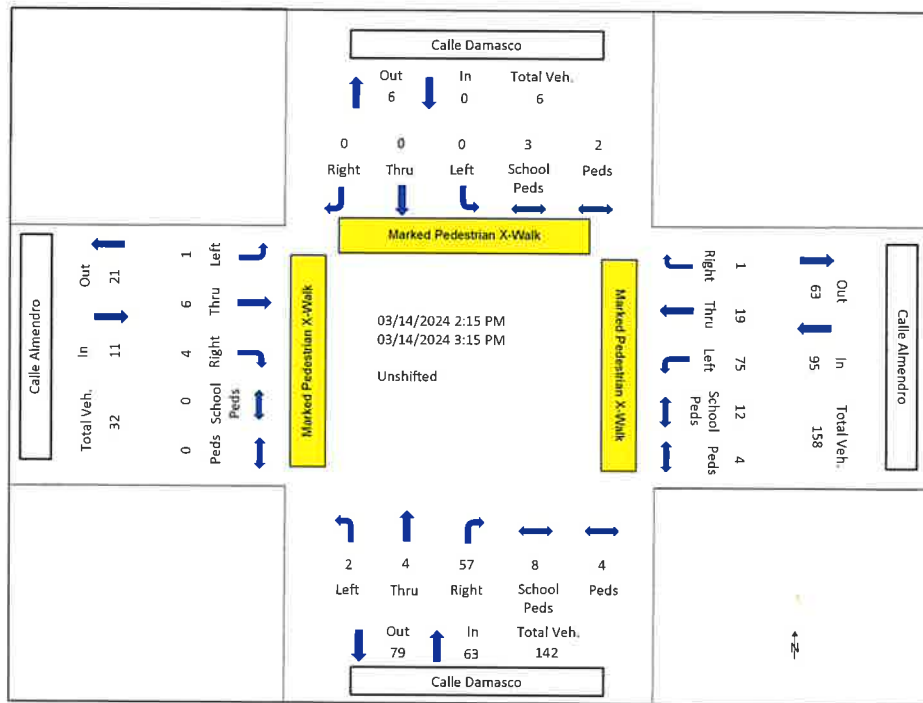 Calle Damasco
Out In Total Veh.
6 0 6
0 0 0 3 2
Right Thru Left School Peds
Peds
Marked Pedestrian X-Walk
Calle Almendro
Out In Total Veh.
21 11 32
1 6 4 0 0
Left Thru Right School Peds Peds
Marked Pedestrian X-Walk
03/14/2024 2:15 PM
03/14/2024 3:15 PM
Unshifted
Marked Pedestrian X-Walk
Right Thru Left School Peds Peds
1 19 75 12 4
Out In Total Veh.
63 95 158
Calle Almendro
2 4 57 8 4
Left Thru Right School Peds
Peds
Out In Total Veh.
79 63 142
Calle Damasco
N